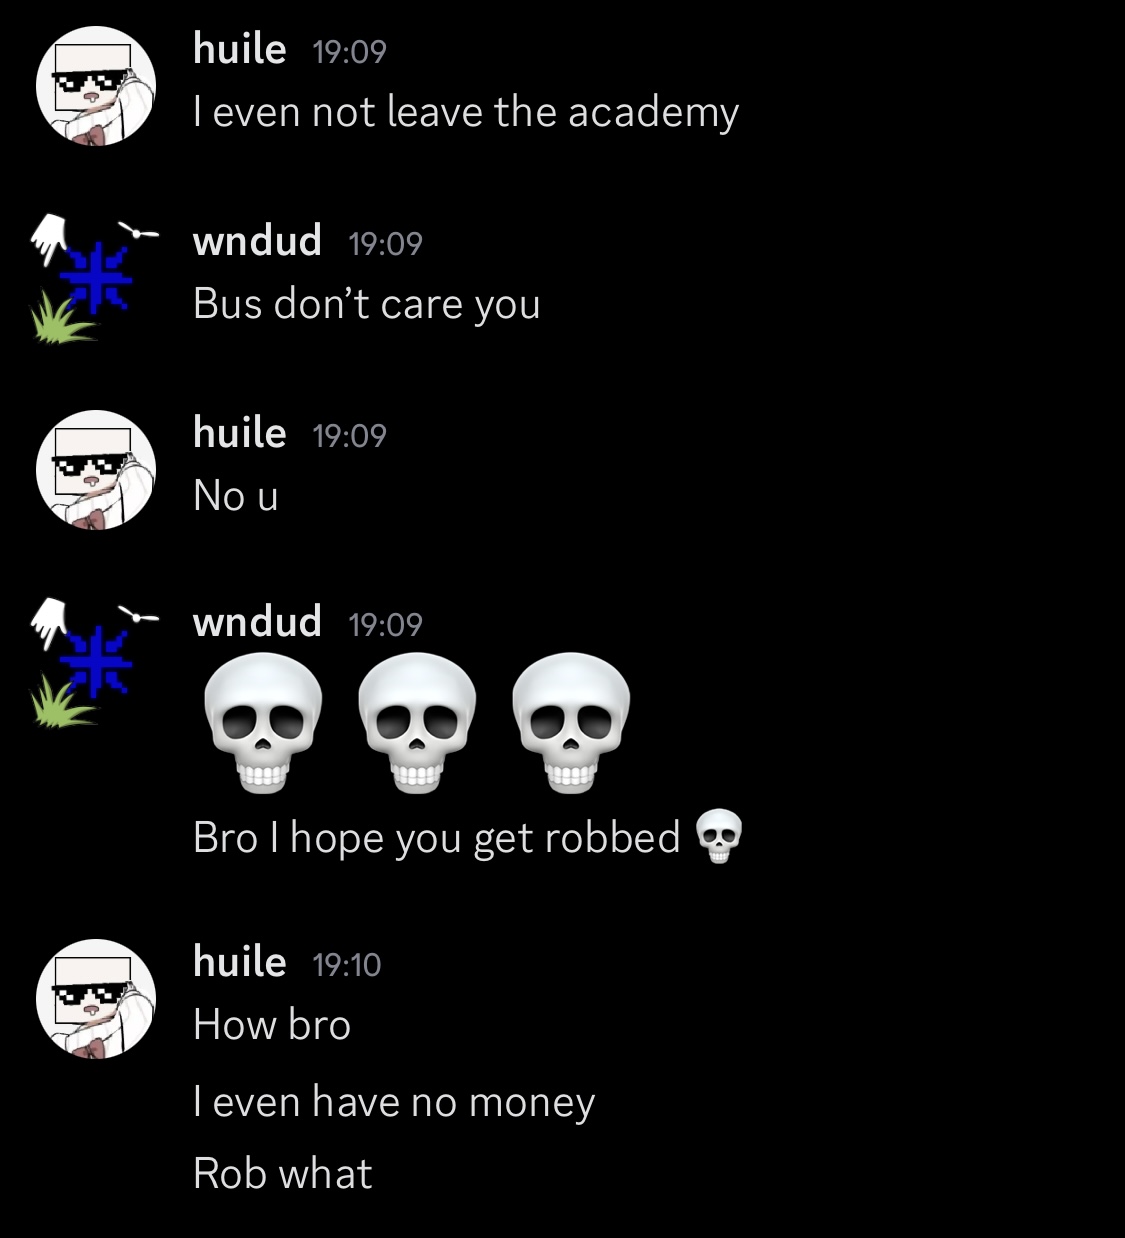 huile 19:09
I even not leave the academy
wndud 19:09
Bus don’t care you
huile 19:09
No u
wndud 19:09
💀💀💀
Bro I hope you get robbed 💀
huile 19:10
How bro
I even have no money
Rob what